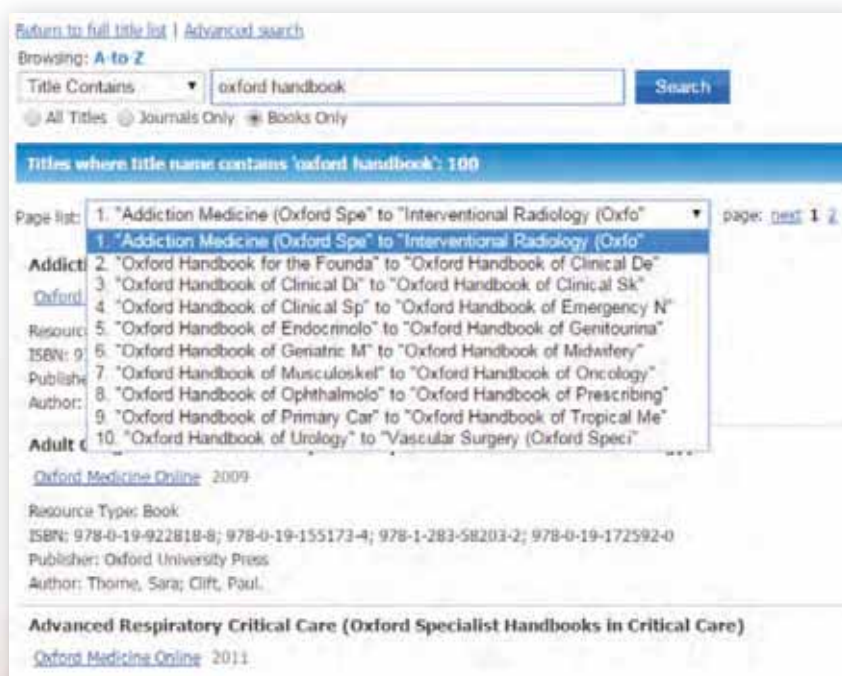 Return to full title list | Advanced search
Browsing: A-to-Z
Title Contains oxford handbook Search
All Titles Journals Only Books Only
Titles where title name contains 'oxford handbook': 100
Page list: 1. "Addiction Medicine (Oxford Spe" to "Interventional Radiology (Oxfo" page: next 1 2
1. "Addiction Medicine (Oxford Spe" to "Interventional Radiology (Oxfo"
Addicti 2. "Oxford Handbook for the Founda" to "Oxford Handbook of Clinical De"
3. "Oxford Handbook of Clinical Di" to "Oxford Handbook of Clinical Sk"
Oxford 4. "Oxford Handbook of Clinical Sp" to "Oxford Handbook of Emergency N"
Resourc 5. "Oxford Handbook of Endocrinolo" to "Oxford Handbook of Genitourina"
ISBN: 9 6. "Oxford Handbook of Geriatric M" to "Oxford Handbook of Midwifery"
Publishe 7. "Oxford Handbook of Musculoskel" to "Oxford Handbook of Oncology"
Author: 8. "Oxford Handbook of Ophthalmolo" to "Oxford Handbook of Prescribing"
9. "Oxford Handbook of Primary Car" to "Oxford Handbook of Tropical Me"
Adult 10. "Oxford Handbook of Urology" to "Vascular Surgery (Oxford Speci"
Oxford Medicine Online 2009
Resource Type: Book
ISBN: 978-0-19-922818-8; 978-0-19-155173-4; 978-1-283-58203-2; 978-0-19-172592-0
Publisher: Oxford University Press
Author: Thorne, Sara; Clift, Paul.
Advanced Respiratory Critical Care (Oxford Specialist Handbooks in Critical Care)
Oxford Medicine Online 2011